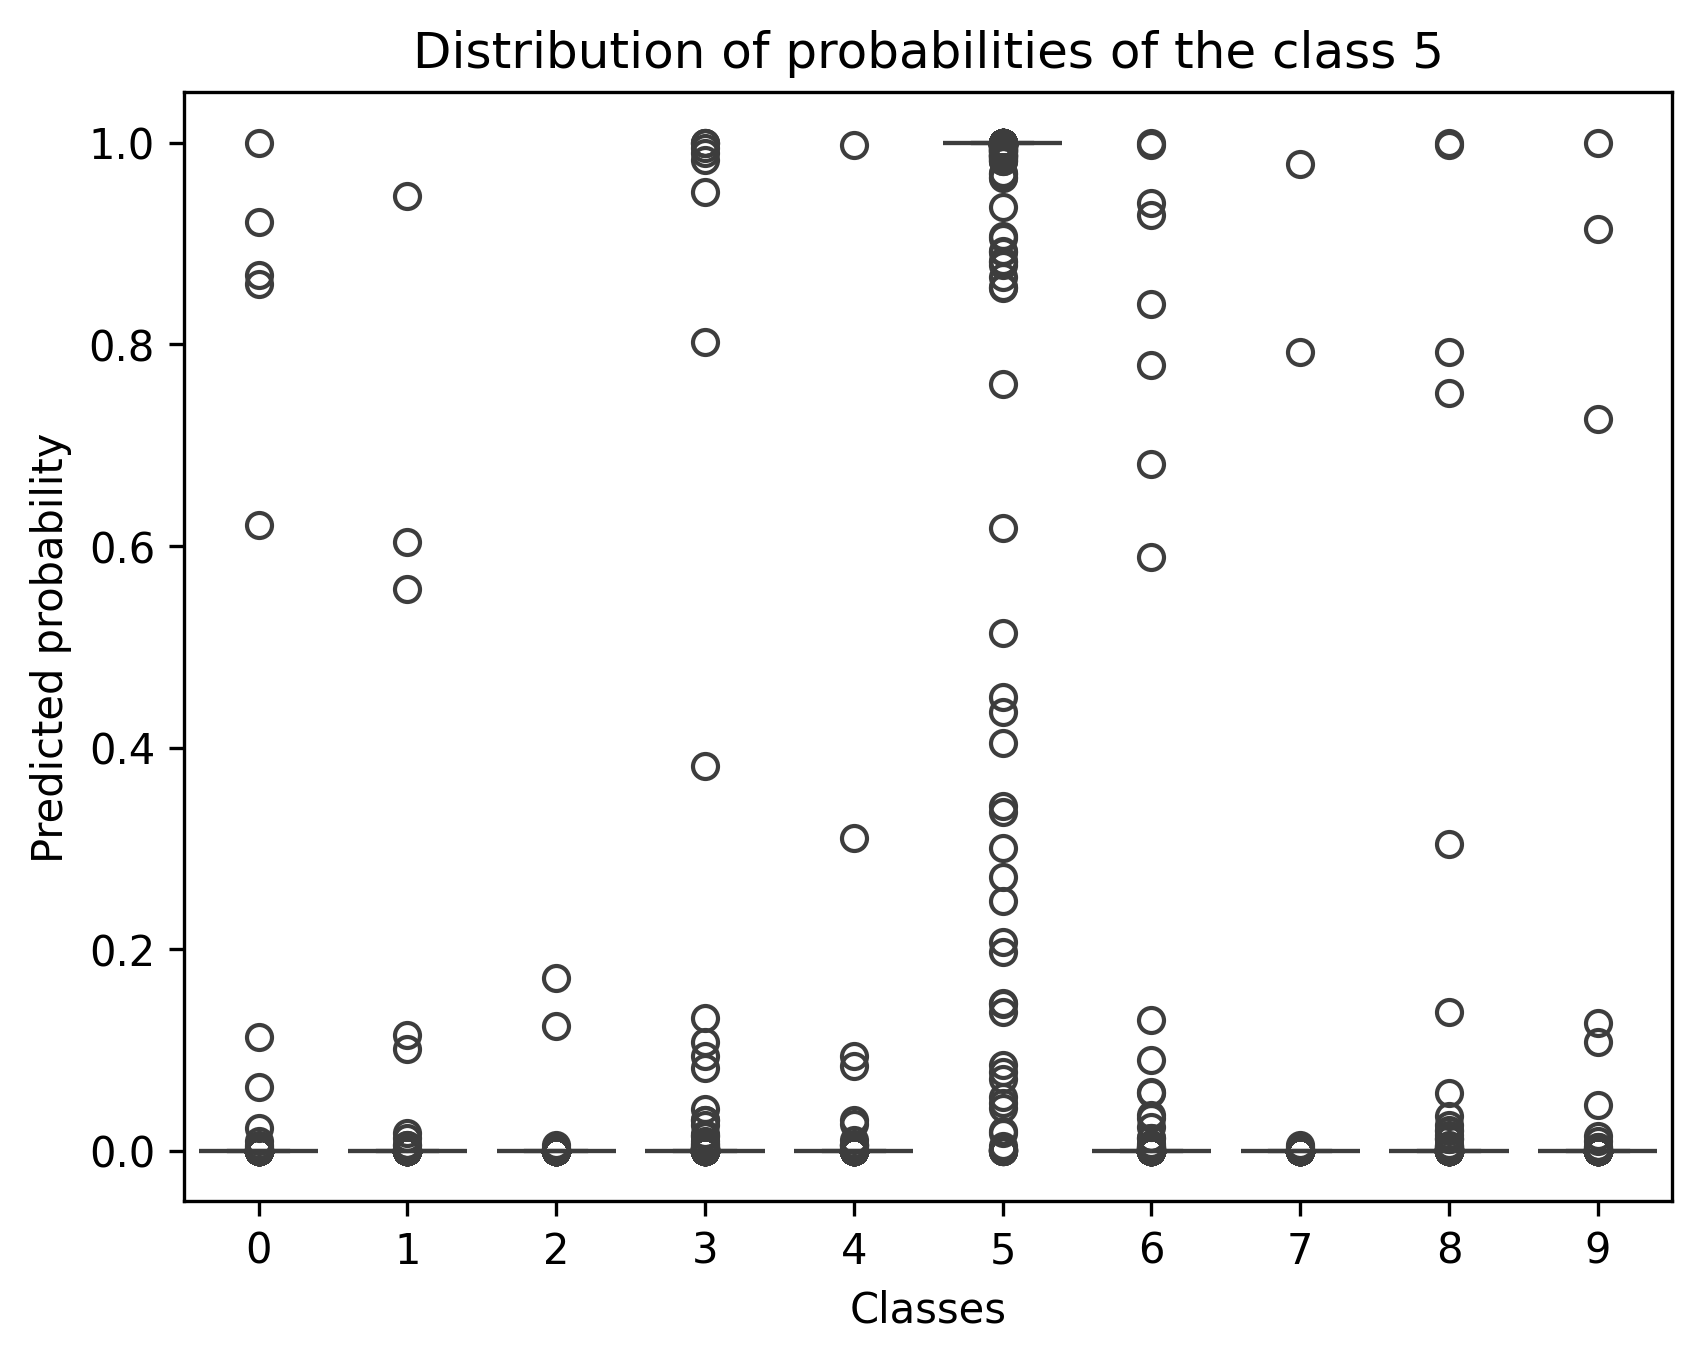 Distribution of probabilities of the class 5
1.0
0.8
0.6
0.4
0.2
0.0
Predicted probability
0 1 2 3 4 5 6 7 8 9
Classes